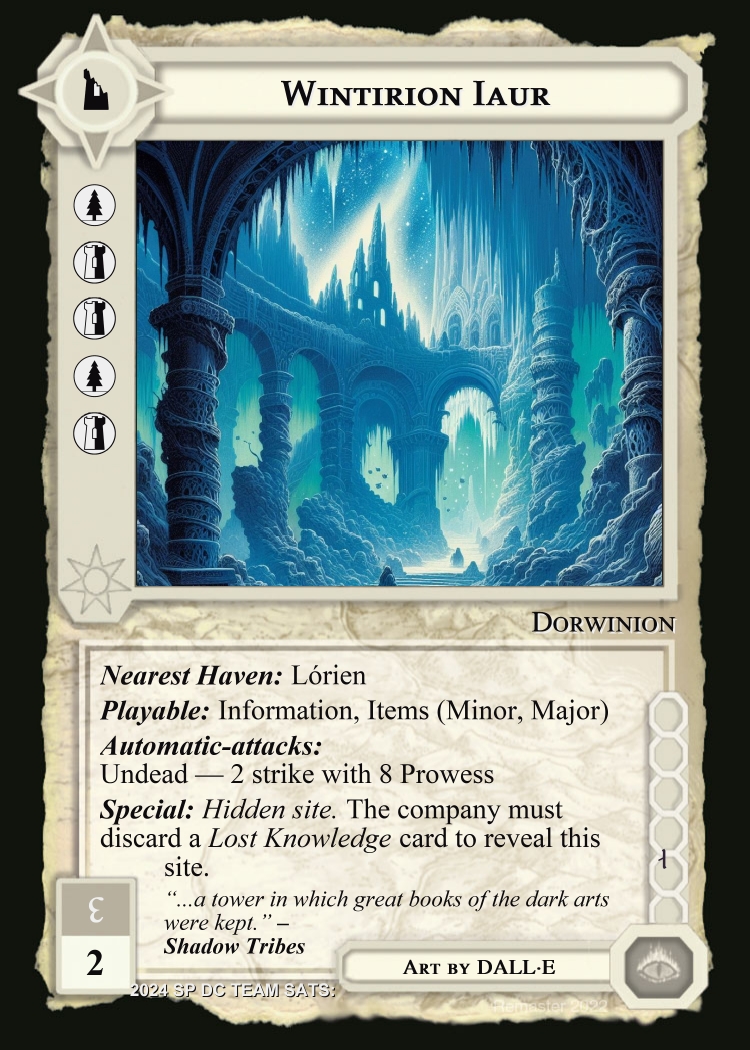 Wintirion Iaur
Dorwinion
Nearest Haven: Lórien
Playable: Information, Items (Minor, Major)
Automatic-attacks:
Undead — 2 strike with 8 Prowess
Special: Hidden site. The company must
discard a Lost Knowledge card to reveal this
site.
“...a tower in which great books of the dark arts
were kept.” –
Shadow Tribes
2
Art by DALL·E
2024 SP DC TEAM SATS:
Remaster 2022